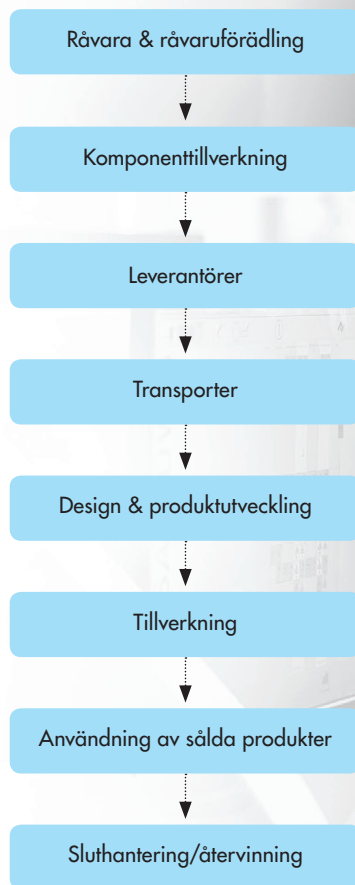 Råvara & råvaruförädling
Komponenttillverkning
Leverantörer
Transporter
Design & produktutveckling
Tillverkning
Användning av sålda produkter
Sluthantering/återvinning